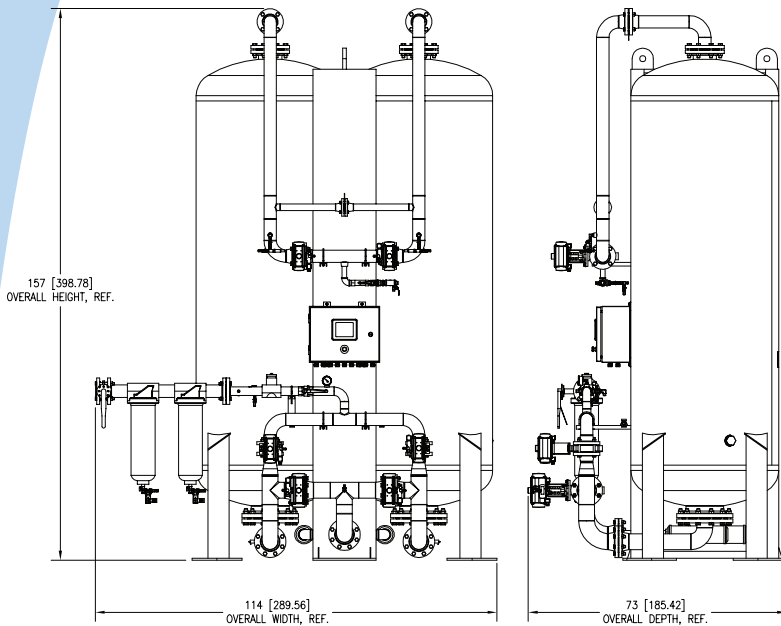 157 [398.78]
OVERALL HEIGHT, REF.
114 [289.56]
OVERALL WIDTH, REF.
73 [185.42]
OVERALL DEPTH, REF.